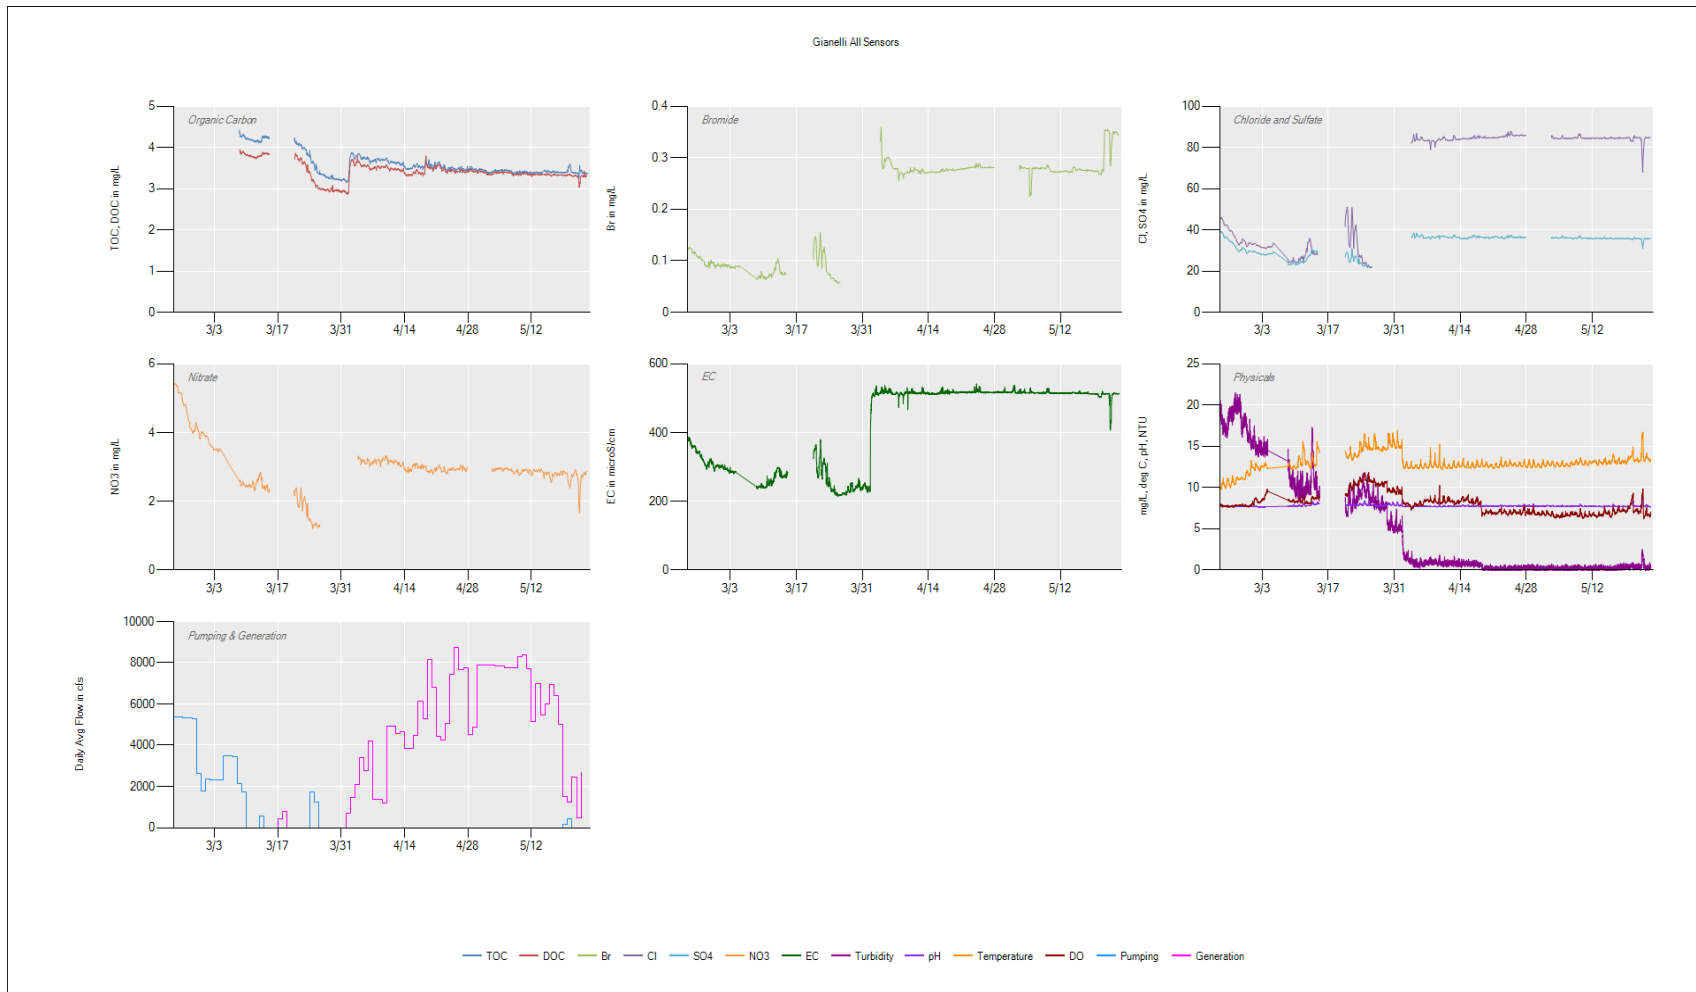 Gianelli All Sensors
Organic Carbon
TOC, DOC in mg/L
5
4
3
2
1
0
3/3 3/17 3/31 4/14 4/28 5/12
Bromide
Br in mg/L
0.4
0.3
0.2
0.1
0
3/3 3/17 3/31 4/14 4/28 5/12
Chloride and Sulfate
Cl, SO4 in mg/L
100
80
60
40
20
0
3/3 3/17 3/31 4/14 4/28 5/12
Nitrate
NO3 in mg/L
6
4
2
0
3/3 3/17 3/31 4/14 4/28 5/12
EC
EC in microS/cm
600
400
200
0
3/3 3/17 3/31 4/14 4/28 5/12
Physicals
mg/L, deg C, pH, NTU
25
20
15
10
5
0
3/3 3/17 3/31 4/14 4/28 5/12
Pumping & Generation
Daily Avg Flow in cfs
10000
8000
6000
4000
2000
0
3/3 3/17 3/31 4/14 4/28 5/12
TOC DOC Br Cl SO4 NO3 EC Turbidity pH Temperature DO Pumping Generation